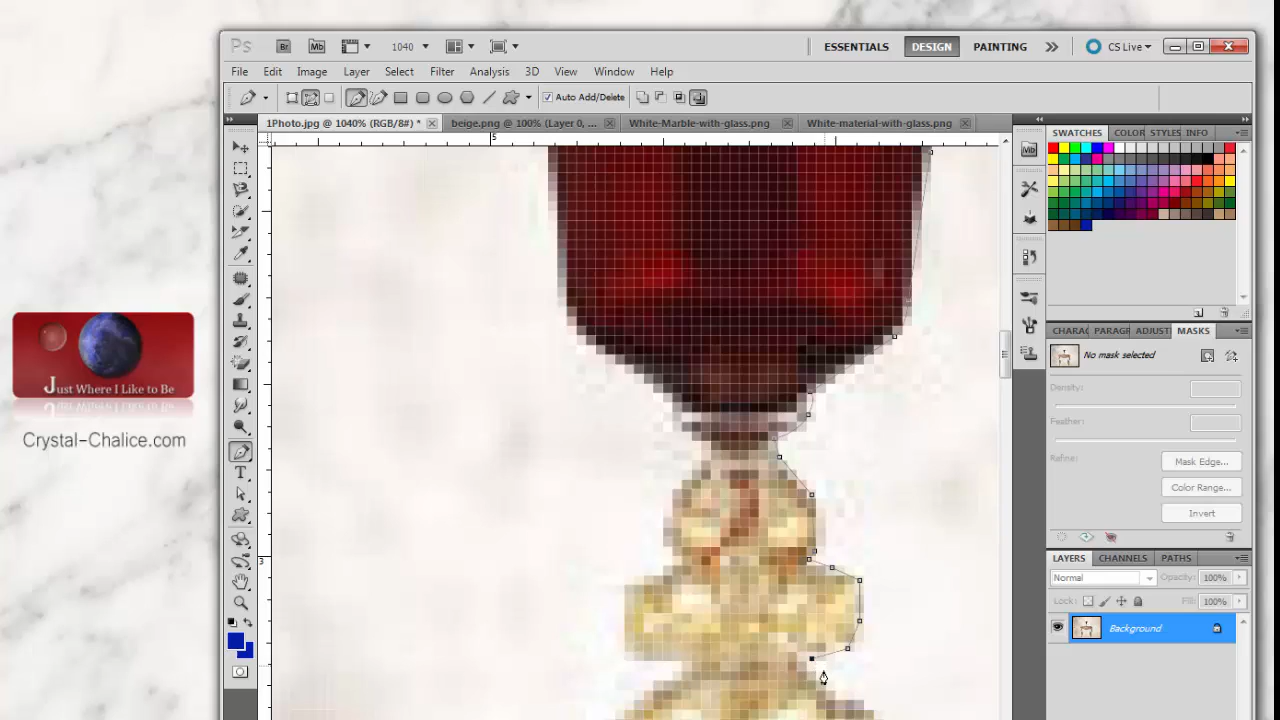 Ps Br Mb 1040 ESSENTIALS DESIGN PAINTING CS Live
File Edit Image Layer Select Filter Analysis 3D View Window Help
Auto Add/Delete
1Photo.jpg @ 1040% (RGB/8#) * beige.png @ 100% (Layer 0, ... White-Marble-with-glass.png White-material-with-glass.png
5
3
SWATCHES COLOR STYLES INFO
Mb
CHARAC PARAGR ADJUST MASKS
No mask selected
Density:
Feather:
Refine:
Mask Edge...
Color Range...
Invert
LAYERS CHANNELS PATHS
Normal Opacity: 100%
Lock: Fill: 100%
Background
T
Just Where I Like to Be
Crystal-Chalice.com